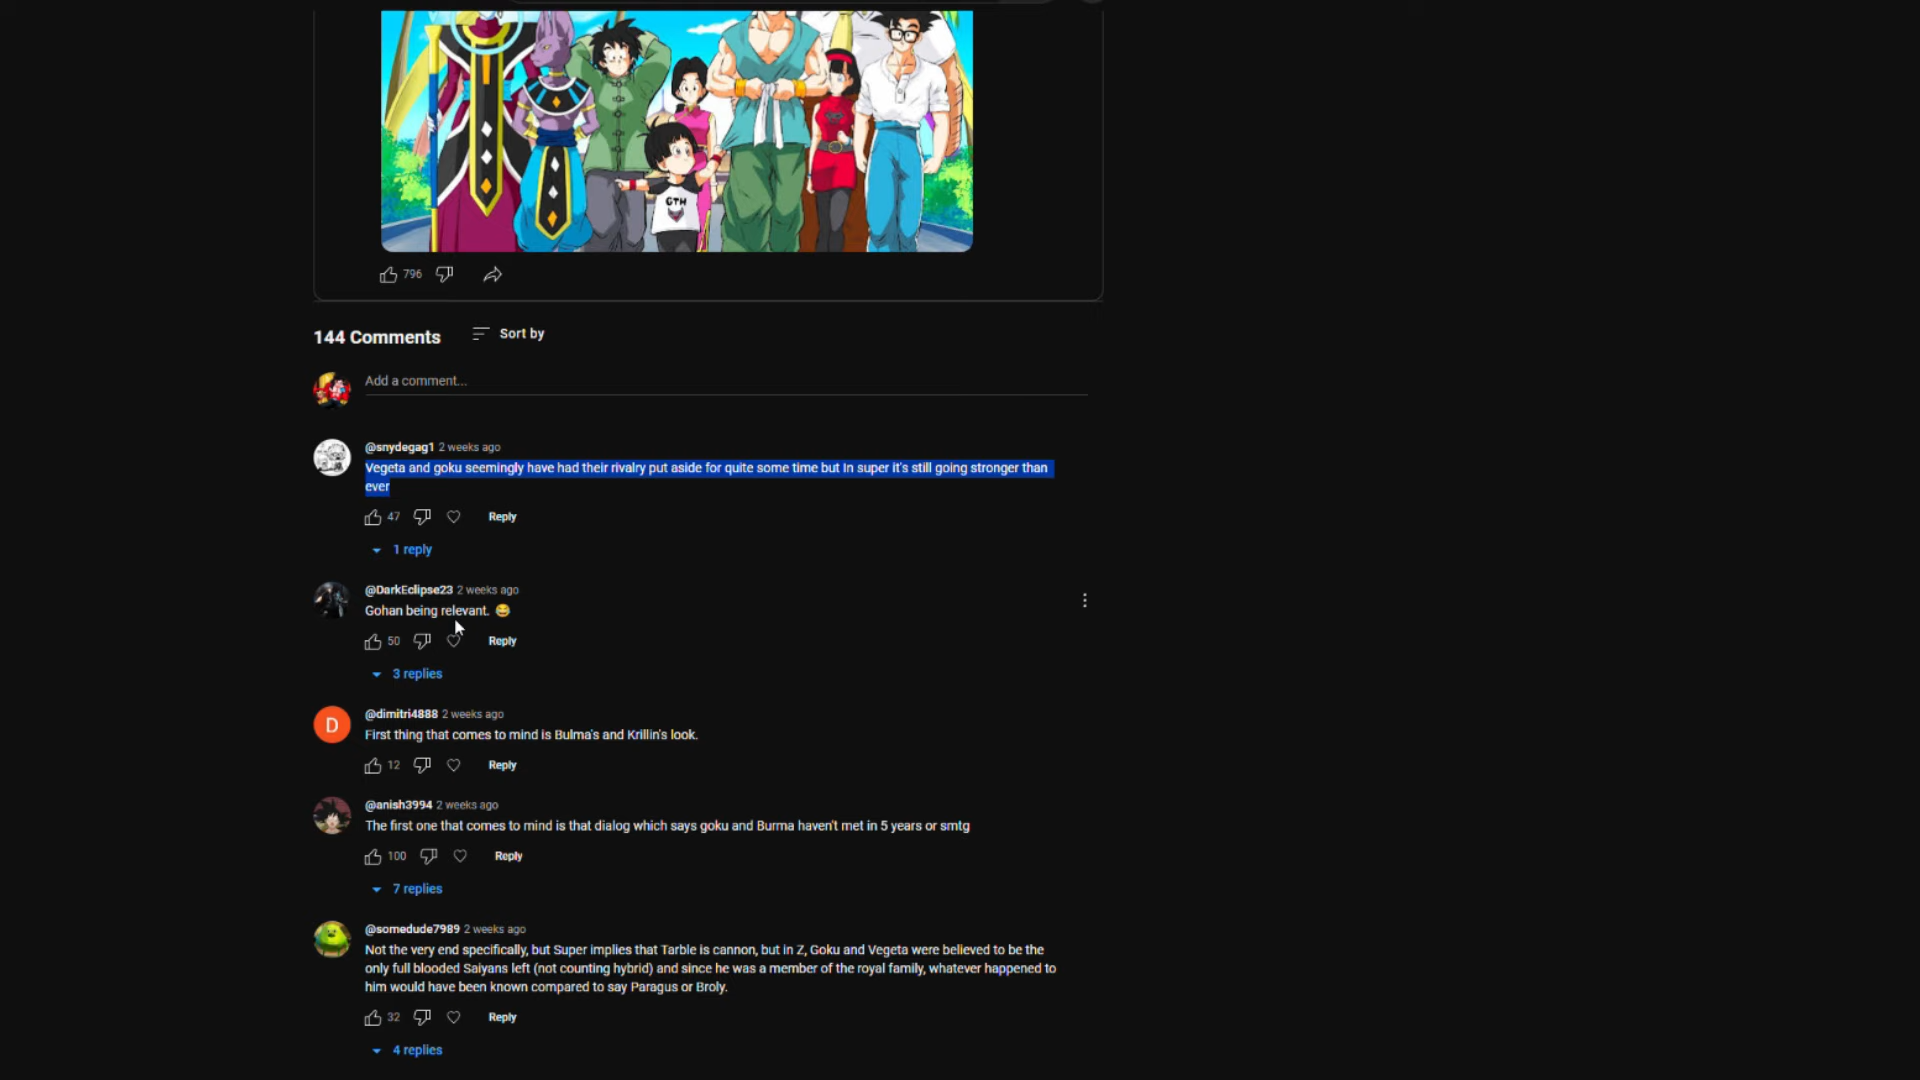 GTH
796
144 Comments
Sort by
Add a comment...
@snydegag1 2 weeks ago
Vegeta and goku seemingly have had their rivalry put aside for quite some time but In super it's still going stronger than
ever
47
Reply
1 reply
@DarkEclipse23 2 weeks ago
Gohan being relevant. 😂
50
Reply
3 replies
D
@dimitri4888 2 weeks ago
First thing that comes to mind is Bulma's and Krillin's look.
12
Reply
@anish3994 2 weeks ago
The first one that comes to mind is that dialog which says goku and Burma haven't met in 5 years or smtg
100
Reply
7 replies
@somedude7989 2 weeks ago
Not the very end specifically, but Super implies that Tarble is cannon, but in Z, Goku and Vegeta were believed to be the
only full blooded Saiyans left (not counting hybrid) and since he was a member of the royal family, whatever happened to
him would have been known compared to say Paragus or Broly.
32
Reply
4 replies